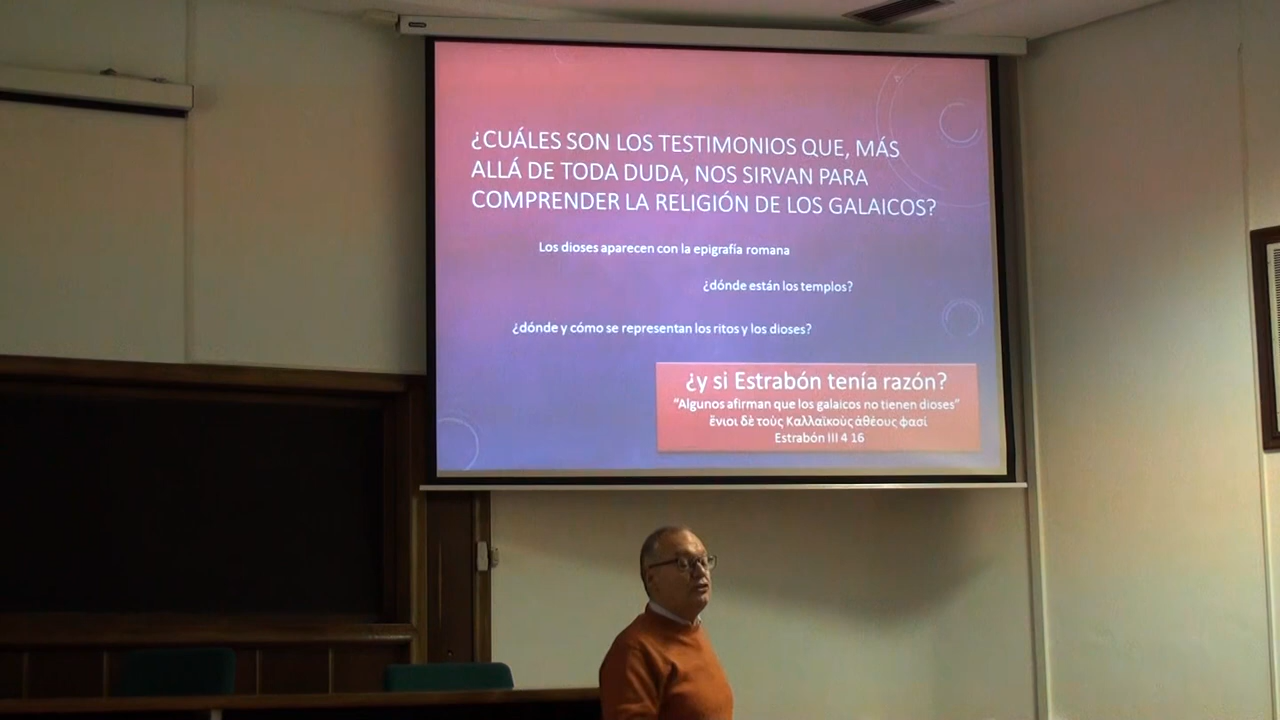 ¿CUÁLES SON LOS TESTIMONIOS QUE, MÁS
ALLÁ DE TODA DUDA, NOS SIRVAN PARA
COMPRENDER LA RELIGIÓN DE LOS GALAICOS?
Los dioses aparecen con la epigrafía romana
¿dónde están los templos?
¿dónde y cómo se representan los ritos y los dioses?
¿y si Estrabón tenía razón?
“Algunos afirman que los galaicos no tienen dioses”
ἔνιοι δὲ τοὺς Καλλαϊκοὺς ἀθέους φασί
Estrabón III 4 16